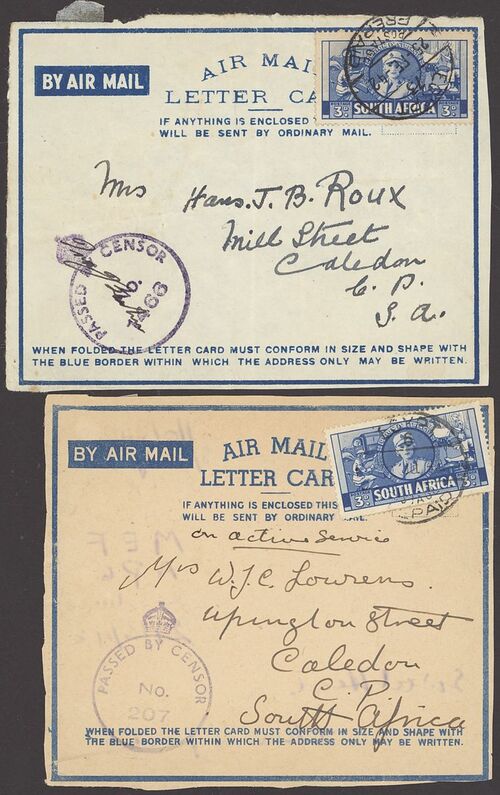 BY AIR MAIL
AIR MAIL
LETTER CA
IF ANYTHING IS ENCLOSED
WILL BE SENT BY ORDINARY MAIL.
POSTAGE
SOUTH AFRICA
3D 3D
Mrs Hans. J. B. Roux
Mill Street
Caledon
C. P.
S. A.
PASSED CENSOR
WHEN FOLDED THE LETTER CARD MUST CONFORM IN SIZE AND SHAPE WITH
THE BLUE BORDER WITHIN WHICH THE ADDRESS ONLY MAY BE WRITTEN.
BY AIR MAIL
AIR MAIL
LETTER CAR
IF ANYTHING IS ENCLOSED THIS
WILL BE SENT BY ORDINARY MAIL.
SOUTH AFRICA
3D 3D
on active service
Mrs W. J. C. Lourens.
Upington Street
Caledon
C. P.
South Africa
PASSED BY CENSOR
No.
207
WHEN FOLDED THE LETTER CARD MUST CONFORM IN SIZE AND SHAPE WITH
THE BLUE BORDER WITHIN WHICH THE ADDRESS ONLY MAY BE WRITTEN.